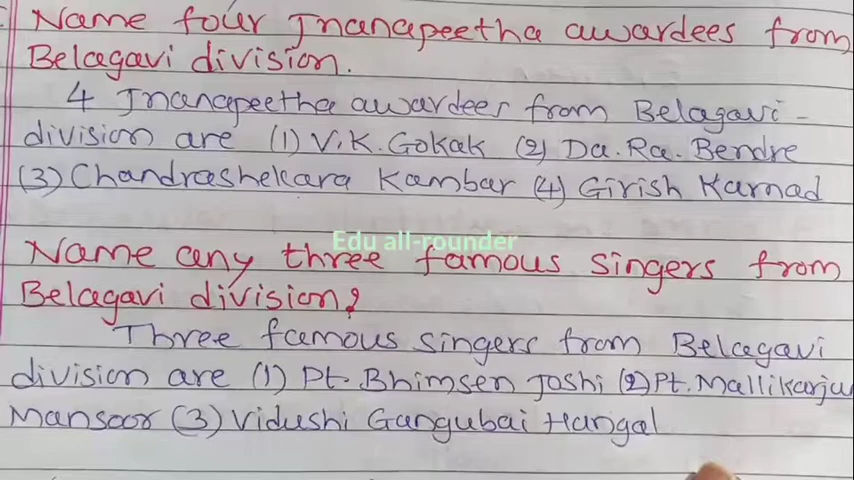 Name four Jnanapeetha awardees from
Belagavi division.
4 Jnanapeetha awardees from Belagavi-
division are (1) V.K. Gokak (2) Da. Ra. Bendre
(3) Chandrashekara Kambar (4) Girish Karnad
Edu all-rounder
Name any three famous singers from
Belagavi division?
Three famous singers from Belagavi
division are (1) Pt. Bhimsen Joshi (2) Pt. Mallikarju
Mansoor (3) Vidushi Gangubai Hangal